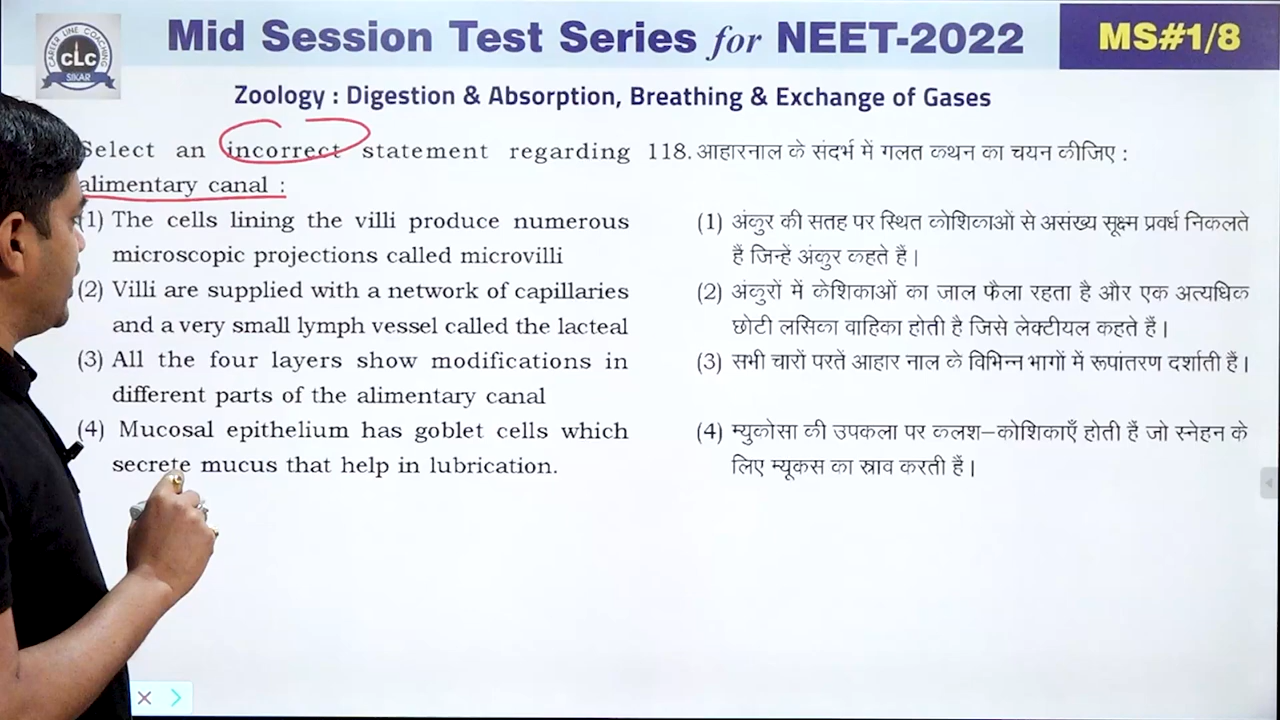 CAREER LINE COACHING
CLC
SIKAR
Mid Session Test Series for NEET-2022
MS#1/8
Zoology : Digestion & Absorption, Breathing & Exchange of Gases
Select an incorrect statement regarding
alimentary canal :
(1) The cells lining the villi produce numerous
microscopic projections called microvilli
(2) Villi are supplied with a network of capillaries
and a very small lymph vessel called the lacteal
(3) All the four layers show modifications in
different parts of the alimentary canal
(4) Mucosal epithelium has goblet cells which
secrete mucus that help in lubrication.
118. आहारनाल के संदर्भ में गलत कथन का चयन कीजिए :
(1) अंकुर की सतह पर स्थित कोशिकाओं से असंख्य सूक्ष्म प्रवर्ध निकलते
हैं जिन्हें अंकुर कहते हैं।
(2) अंकुरों में केशिकाओं का जाल फैला रहता है और एक अत्यधिक
छोटी लसिका वाहिका होती है जिसे लेक्टीयल कहते हैं।
(3) सभी चारों परतें आहार नाल के विभिन्न भागों में रूपांतरण दर्शाती हैं।
(4) म्युकोसा की उपकला पर कलश–कोशिकाएँ होती हैं जो स्नेहन के
लिए म्यूकस का स्राव करती हैं।